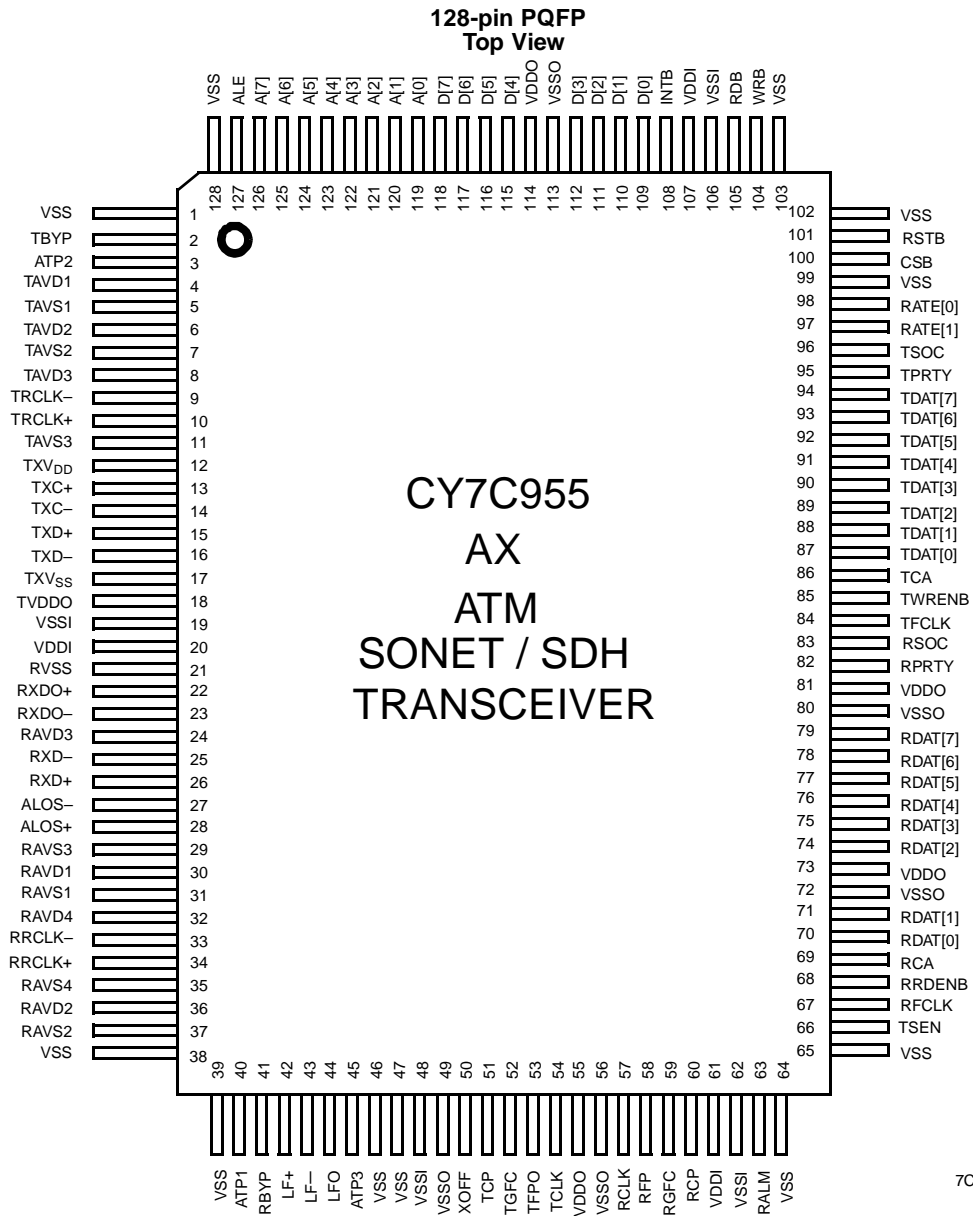 128-pin PQFP
Top View
VSS ALE A[7] A[6] A[5] A[4] A[3] A[2] A[1] A[0] D[7] D[6] D[5] D[4] VDDO VSSO D[3] D[2] D[1] D[0] INTB VDDI VSSI RDB WRB VSS
128 127 126 125 124 123 122 121 120 119 118 117 116 115 114 113 112 111 110 109 108 107 106 105 104 103
VSS 1 102 VSS
TBYP 2 101 RSTB
ATP2 3 100 CSB
TAVD1 4 99 VSS
TAVS1 5 98 RATE[0]
TAVD2 6 97 RATE[1]
TAVS2 7 96 TSOC
TAVD3 8 95 TPRTY
TRCLK– 9 94 TDAT[7]
TRCLK+ 10 93 TDAT[6]
TAVS3 11 92 TDAT[5]
TXVDD 12 91 TDAT[4]
TXC+ 13 90 TDAT[3]
TXC– 14 89 TDAT[2]
TXD+ 15 88 TDAT[1]
TXD– 16 87 TDAT[0]
TXVSS 17 86 TCA
TVDDO 18 85 TWRENB
VSSI 19 84 TFCLK
VDDI 20 83 RSOC
RVSS 21 82 RPRTY
RXDO+ 22 81 VDDO
RXDO– 23 80 VSSO
RAVD3 24 79 RDAT[7]
RXD– 25 78 RDAT[6]
RXD+ 26 77 RDAT[5]
ALOS– 27 76 RDAT[4]
ALOS+ 28 75 RDAT[3]
RAVS3 29 74 RDAT[2]
RAVD1 30 73 VDDO
RAVS1 31 72 VSSO
RAVD4 32 71 RDAT[1]
RRCLK– 33 70 RDAT[0]
RRCLK+ 34 69 RCA
RAVS4 35 68 RRDENB
RAVD2 36 67 RFCLK
RAVS2 37 66 TSEN
VSS 38 65 VSS
CY7C955
AX
ATM
SONET / SDH
TRANSCEIVER
39 40 41 42 43 44 45 46 47 48 49 50 51 52 53 54 55 56 57 58 59 60 61 62 63 64
VSS ATP1 RBYP LF+ LF– LFO ATP3 VSS VSS VSSI VSSO XOFF TCP TGFC TFPO TCLK VDDO VSSO RCLK RFP RGFC RCP VDDI VSSI RALM VSS